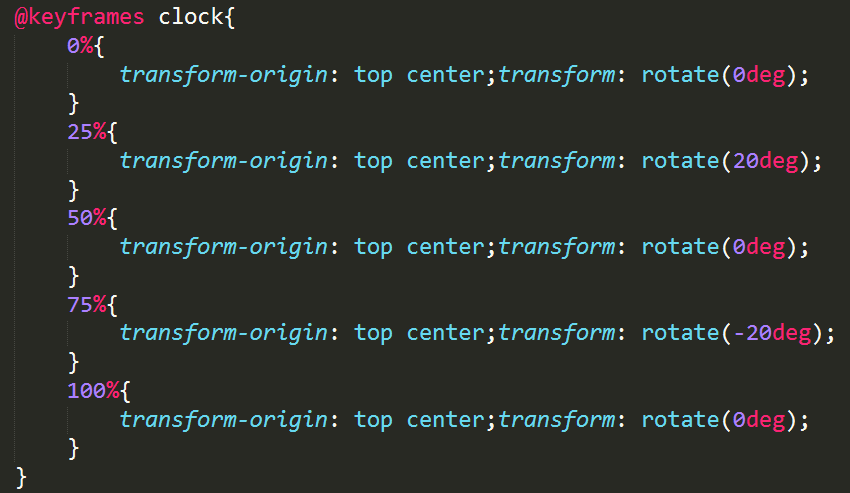 @keyframes clock{
0%{
transform-origin: top center;transform: rotate(0deg);
}
25%{
transform-origin: top center;transform: rotate(20deg);
}
50%{
transform-origin: top center;transform: rotate(0deg);
}
75%{
transform-origin: top center;transform: rotate(-20deg);
}
100%{
transform-origin: top center;transform: rotate(0deg);
}
}